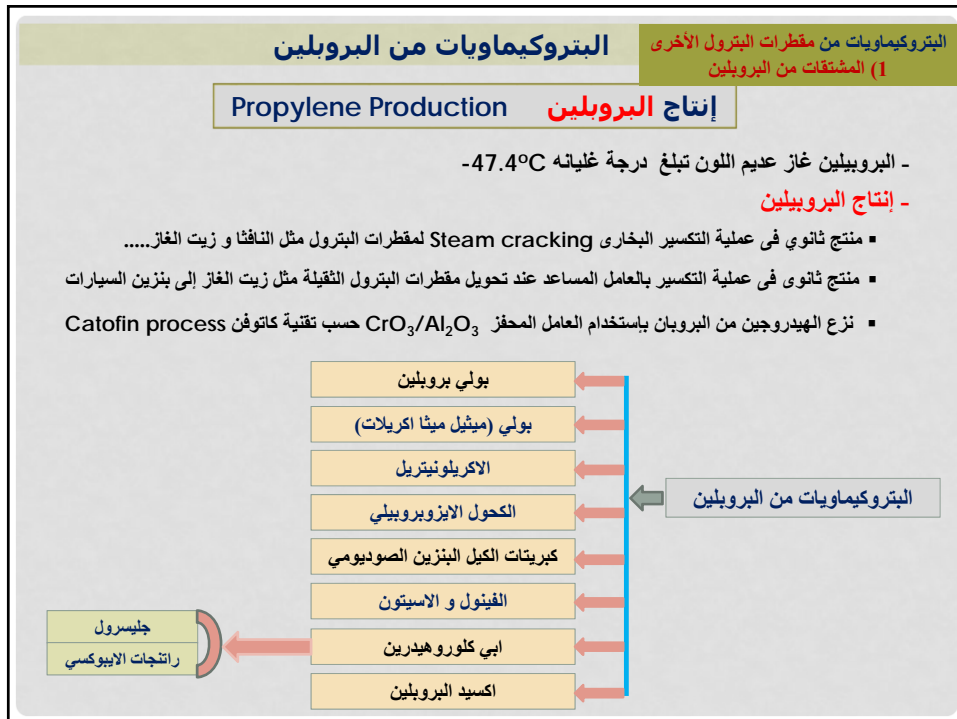 البتروكيماويات من مقطرات البترول الأخرى
1) المشتقات من البروبلين
البتروكيماويات من البروبلين
إنتاج البروبلين Propylene Production
- البروبيلين غاز عديم اللون تبلغ درجة غليانه 47.4°C-
- إنتاج البروبيلين
▪ منتج ثانوي فى عملية التكسير البخارى Steam cracking لمقطرات البترول مثل النافثا و زيت الغاز.....
▪ منتج ثانوى فى عملية التكسير بالعامل المساعد عند تحويل مقطرات البترول الثقيلة مثل زيت الغاز إلى بنزين السيارات
▪ نزع الهيدروجين من البروبان بإستخدام العامل المحفز CrO₃/Al₂O₃ حسب تقنية كاتوفن Catofin process
البتروكيماويات من البروبلين
بولي بروبلين
بولي (ميثيل ميثا اكريلات)
الاكريلونيتريل
الكحول الايزوبروبيلي
كبريتات الكيل البنزين الصوديومي
الفينول و الاسيتون
ابي كلوروهيدرين
جليسرول
راتنجات الايبوكسي
اكسيد البروبلين